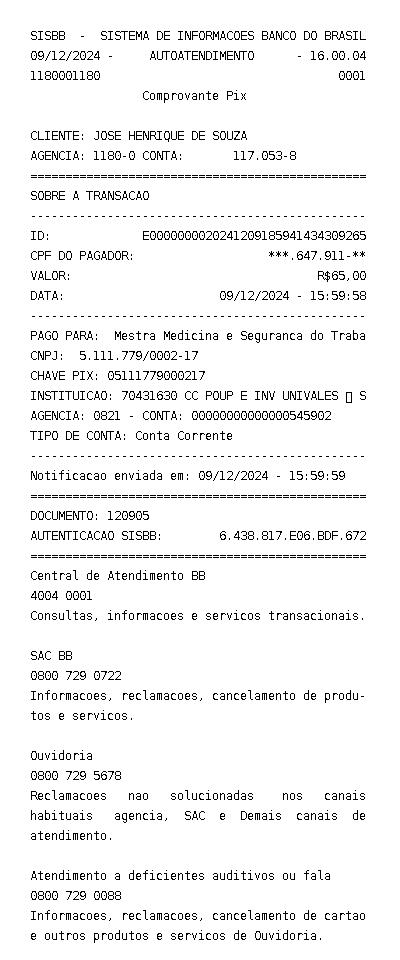 SISBB - SISTEMA DE INFORMACOES BANCO DO BRASIL
09/12/2024 - AUTOATENDIMENTO - 16.00.04
1180001180 0001
Comprovante Pix
CLIENTE: JOSE HENRIQUE DE SOUZA
AGENCIA: 1180-0 CONTA: 117.053-8
================================================
SOBRE A TRANSACAO
------------------------------------------------
ID: E0000000020241209185941434309265
CPF DO PAGADOR: ***.647.911-**
VALOR: R$65,00
DATA: 09/12/2024 - 15:59:58
------------------------------------------------
PAGO PARA: Mestra Medicina e Seguranca do Traba
CNPJ: 5.111.779/0002-17
CHAVE PIX: 05111779000217
INSTITUICAO: 70431630 CC POUP E INV UNIVALES ▯ S
AGENCIA: 0821 - CONTA: 00000000000000545902
TIPO DE CONTA: Conta Corrente
------------------------------------------------
Notificacao enviada em: 09/12/2024 - 15:59:59
================================================
DOCUMENTO: 120905
AUTENTICACAO SISBB: 6.438.817.E06.BDF.672
================================================
Central de Atendimento BB
4004 0001
Consultas, informacoes e servicos transacionais.
SAC BB
0800 729 0722
Informacoes, reclamacoes, cancelamento de produ-
tos e servicos.
Ouvidoria
0800 729 5678
Reclamacoes nao solucionadas nos canais
habituais agencia, SAC e Demais canais de
atendimento.
Atendimento a deficientes auditivos ou fala
0800 729 0088
Informacoes, reclamacoes, cancelamento de cartao
e outros produtos e servicos de Ouvidoria.